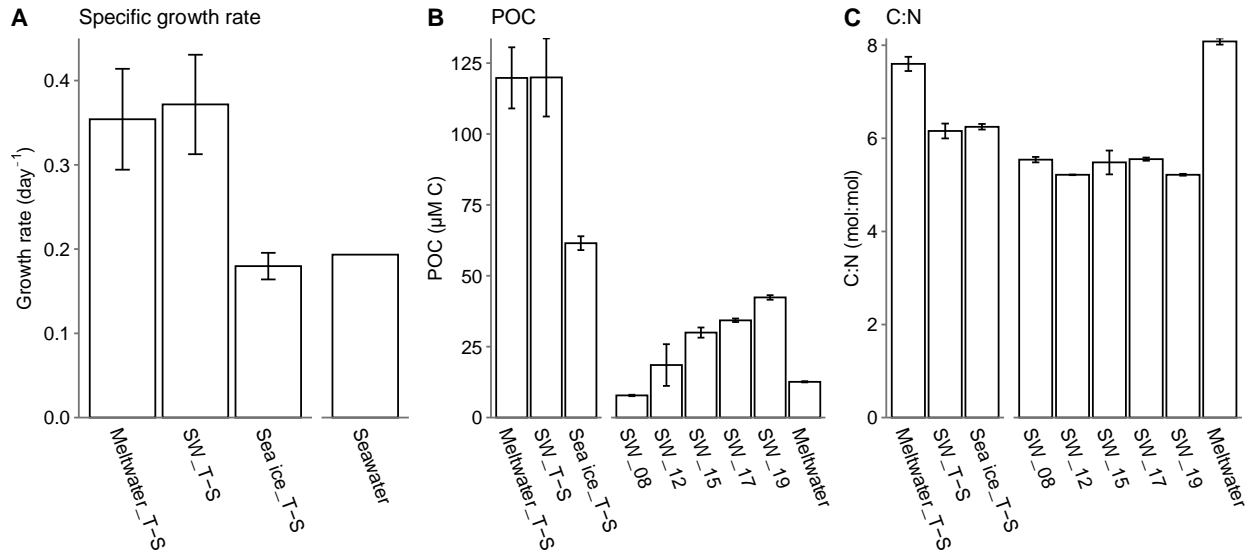 A Specific growth rate
Growth rate (day⁻¹)
0.4
0.3
0.2
0.1
0.0
Meltwater_T−S
SW_T−S
Sea ice_T−S
Seawater
B POC
POC (µM C)
125
100
75
50
25
0
Meltwater_T−S
SW_T−S
Sea ice_T−S
SW_08
SW_12
SW_15
SW_17
SW_19
Meltwater
C C:N
C:N (mol:mol)
8
6
4
2
0
Meltwater_T−S
SW_T−S
Sea ice_T−S
SW_08
SW_12
SW_15
SW_17
SW_19
Meltwater